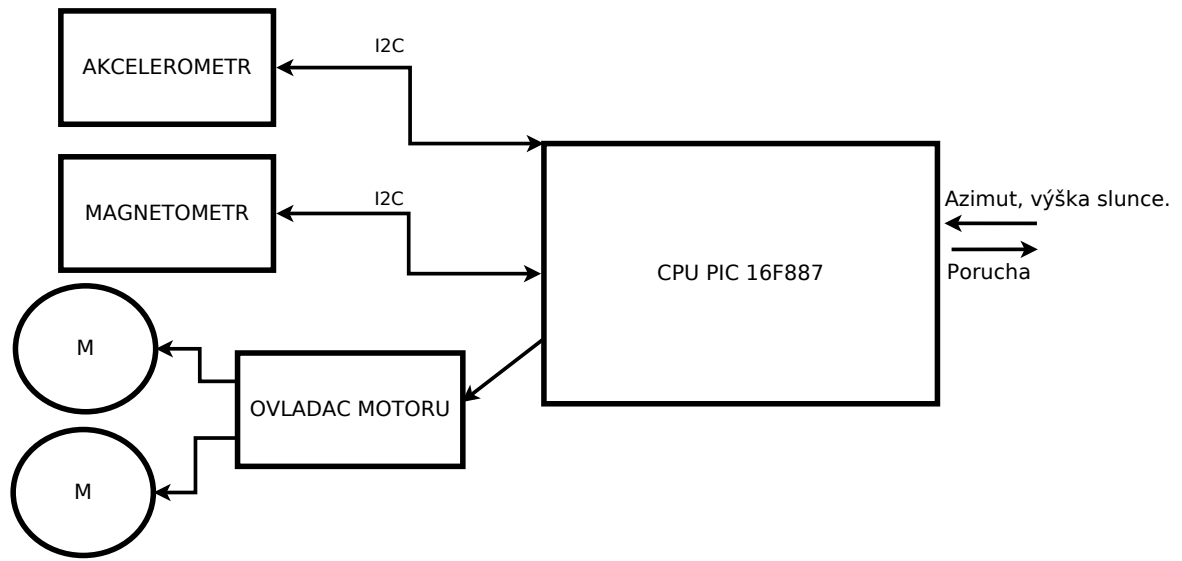 I2C
AKCELEROMETR
I2C
MAGNETOMETR
Azimut, výška slunce.
CPU PIC 16F887
Porucha
M
OVLADAC MOTORU
M